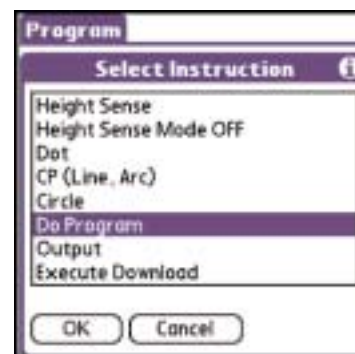 Program
Select Instruction
Height Sense
Height Sense Mode OFF
Dot
CP (Line, Arc)
Circle
Do Program
Output
Execute Download
OK
Cancel